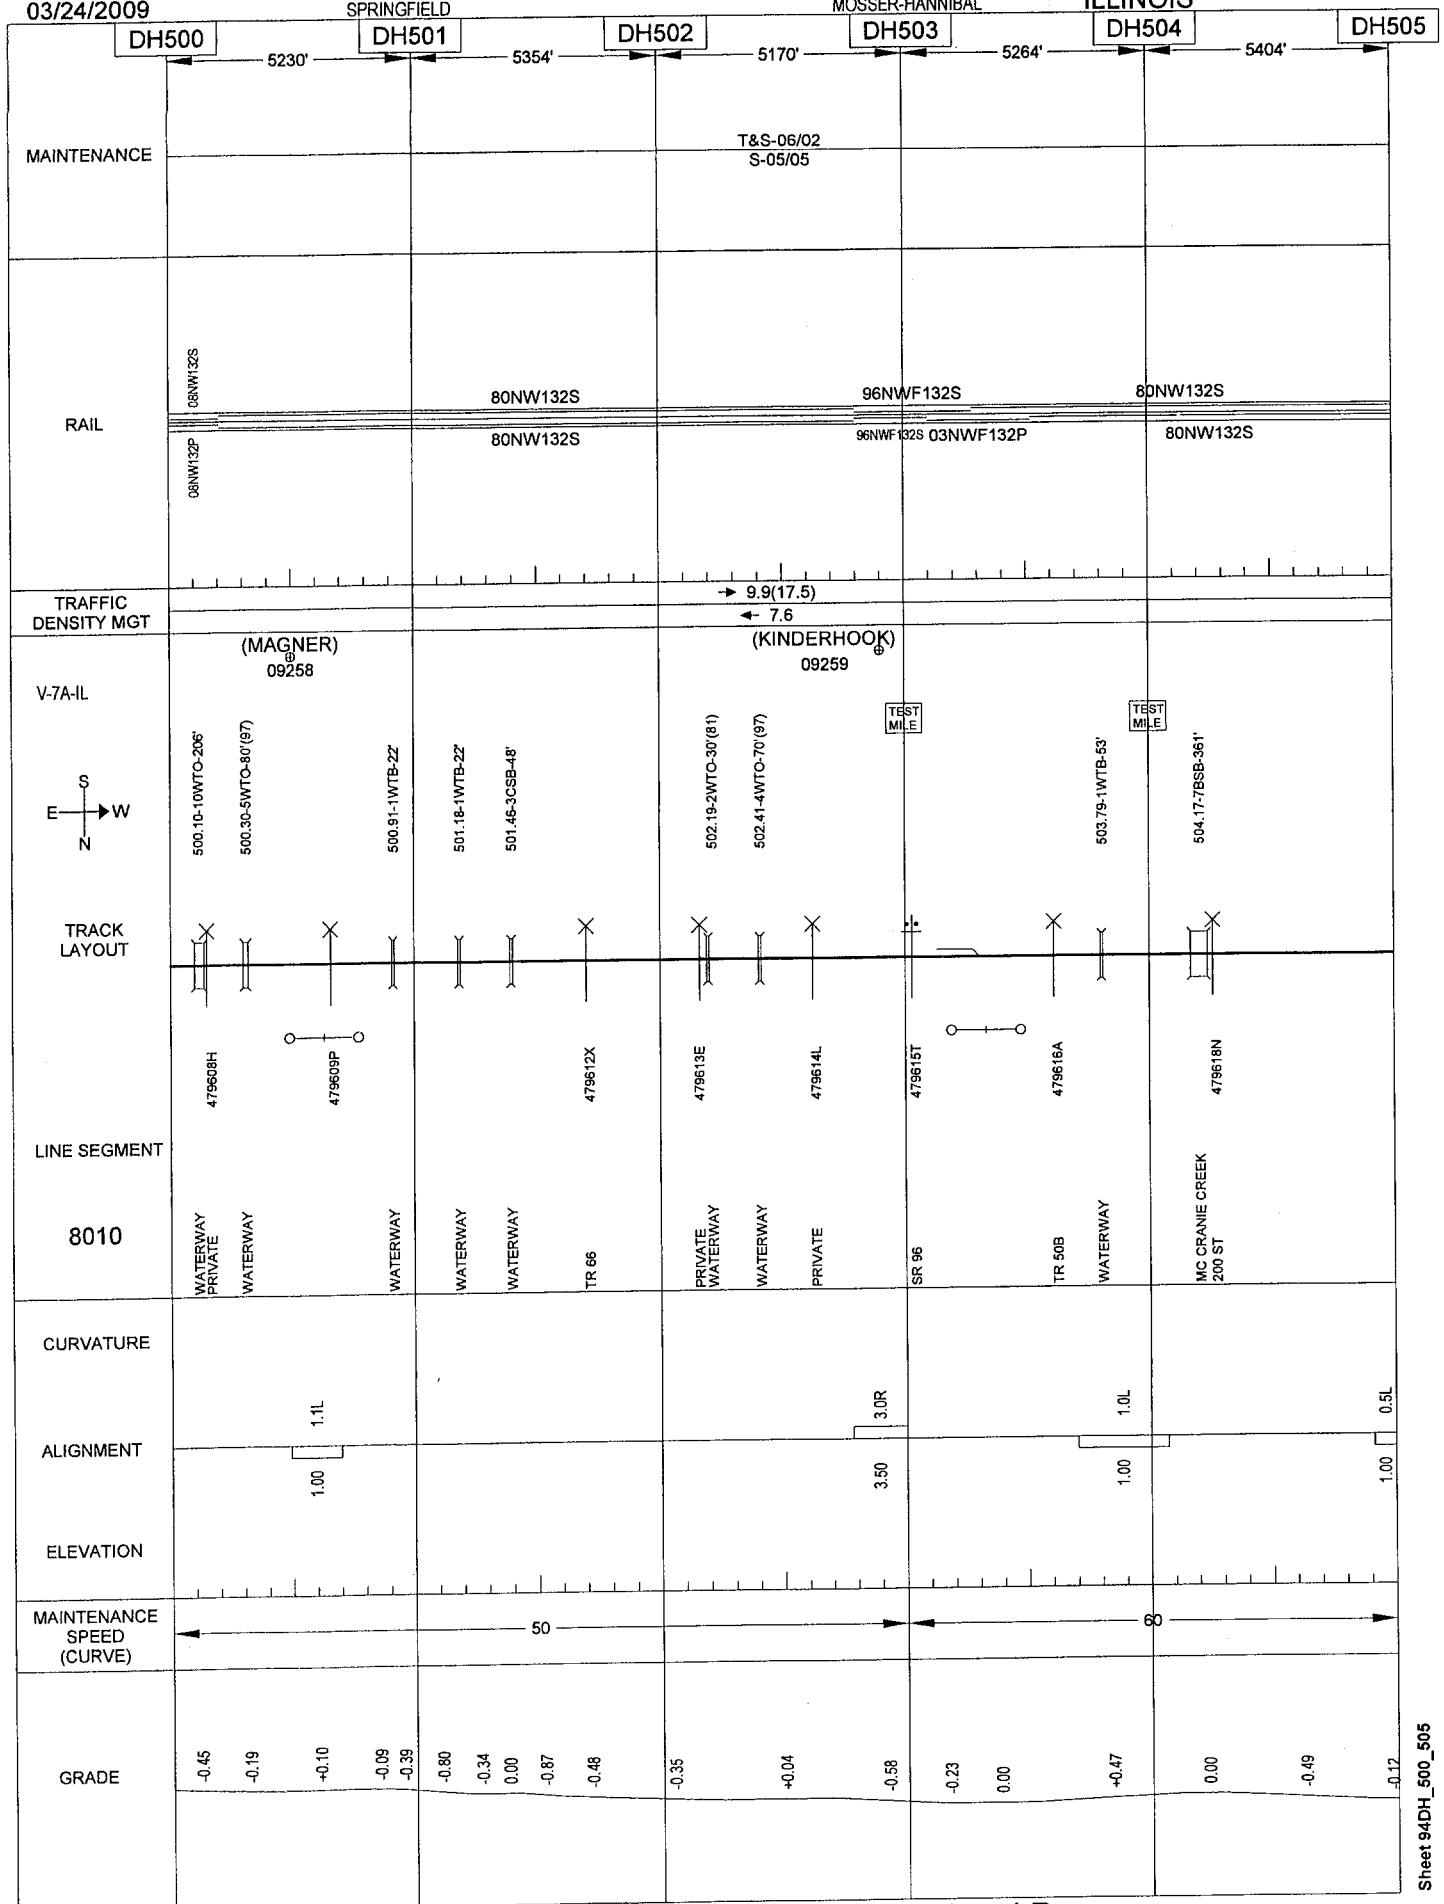 03/24/2009 SPRINGFIELD MOSSER-HANNIBAL ILLINOIS
DH500 DH501 DH502 DH503 DH504 DH505
5230' 5354' 5170' 5264' 5404'
MAINTENANCE
T&S-06/02
S-05/05
RAIL
08NW132S
08NW132P
80NW132S 96NWF132S 80NW132S
80NW132S 96NWF132S 03NWF132P 80NW132S
TRAFFIC
DENSITY MGT
9.9(17.5)
7.6
(MAGNER) (KINDERHOOK)
09258 09259
V-7A-IL
TEST
MILE
TEST
MILE
S
E W
N
500.10-10WTO-206'
500.30-5WTO-80'(97)
500.91-1WTB-22'
501.18-1WTB-22'
501.46-3CSB-48'
502.19-2WTO-30'(81)
502.41-4WTO-70'(97)
503.79-1WTB-53'
504.17-7BSB-361'
TRACK
LAYOUT
479608H
479609P
479612X
479613E
479614L
479615T
479616A
479618N
LINE SEGMENT
8010
WATERWAY
PRIVATE
WATERWAY
WATERWAY
WATERWAY
WATERWAY
TR 66
PRIVATE
WATERWAY
WATERWAY
PRIVATE
SR 96
TR 50B
WATERWAY
MC CRANIE CREEK
200 ST
CURVATURE
1.1L 3.0R 1.0L 0.5L
ALIGNMENT
1.00 3.50 1.00 1.00
ELEVATION
MAINTENANCE
SPEED
(CURVE)
50 60
GRADE
-0.45
-0.19
+0.10
-0.09
-0.39
-0.80
-0.34
0.00
-0.87
-0.48
-0.35
+0.04
-0.58
-0.23
0.00
+0.47
0.00
-0.49
-0.12
Sheet 94DH_500_505